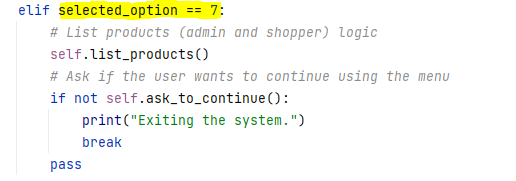 elif selected_option == 7:
    # List products (admin and shopper) logic
    self.list_products()
    # Ask if the user wants to continue using the menu
    if not self.ask_to_continue():
        print("Exiting the system.")
        break
    pass